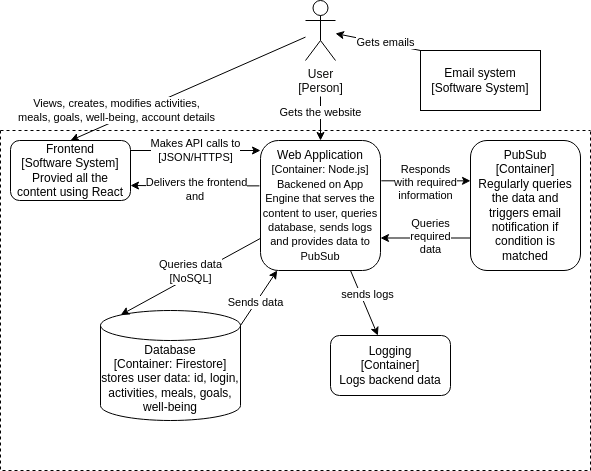 Gets emails
User
[Person]
Email system
[Software System]
Views, creates, modifies activities,
meals, goals, well-being, account details
Gets the website
Frontend
[Software System]
Provied all the
content using React
Makes API calls to
[JSON/HTTPS]
Delivers the frontend
and
Web Application
[Container: Node.js]
Backened on App
Engine that serves the
content to user, queries
database, sends logs
and provides data to
PubSub
Responds
with required
information
Queries
required
data
PubSub
[Container]
Regularly queries
the data and
triggers email
notification if
condition is
matched
Queries data
[NoSQL]
Sends data
sends logs
Database
[Container: Firestore]
stores user data: id, login,
activities, meals, goals,
well-being
Logging
[Container]
Logs backend data